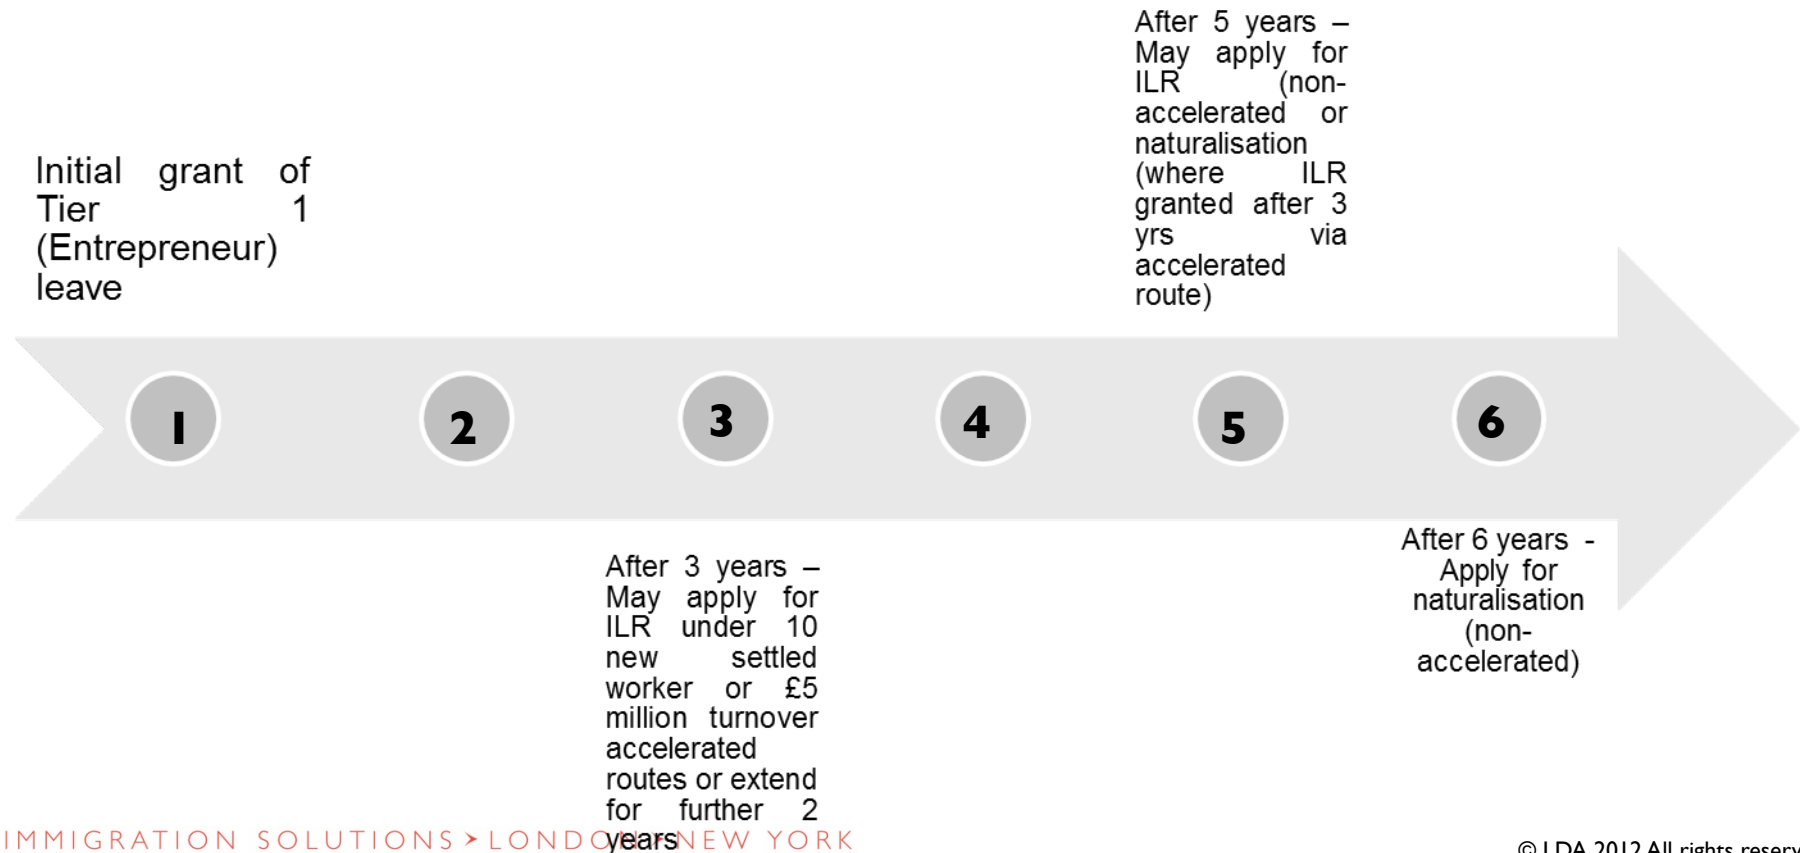 Initial grant of
Tier 1
(Entrepreneur)
leave
After 5 years –
May apply for
ILR (non-
accelerated or
naturalisation
(where ILR
granted after 3
yrs via
accelerated
route)
1
2
3
4
5
6
After 3 years –
May apply for
ILR under 10
new settled
worker or £5
million turnover
accelerated
routes or extend
for further 2
years
After 6 years -
Apply for
naturalisation
(non-
accelerated)
IMMIGRATION SOLUTIONS > LONDON > NEW YORK
© LDA 2012 All rights reserv